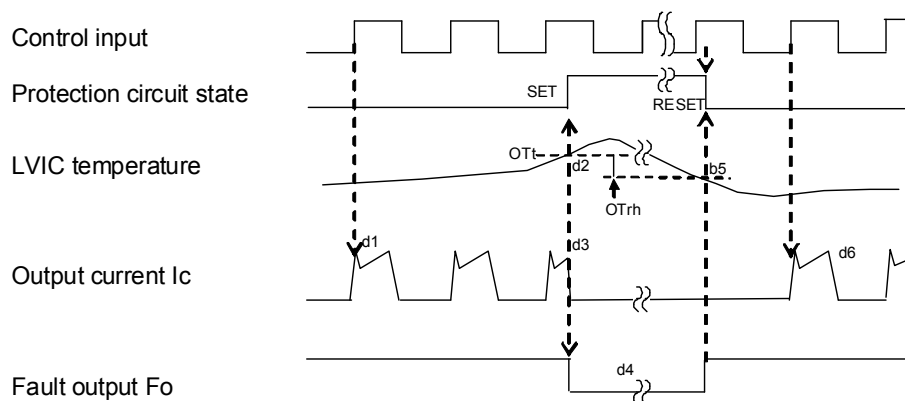 Control input
Protection circuit state
SET
RESET
LVIC temperature
OTt
d2
b5
OTrh
Output current Ic
d1
d3
d6
Fault output Fo
d4